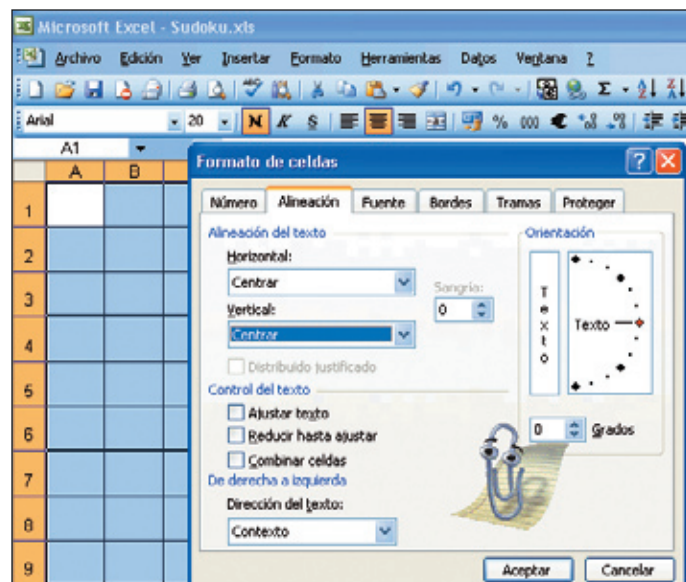 Microsoft Excel - Sudoku.xls
Archivo Edición Ver Insertar Formato Herramientas Datos Ventana ?
Arial 20 N K S % 000 €
A1
A B
Formato de celdas
Número Alineación Fuente Bordes Tramas Proteger
Alineación del texto
Horizontal:
Centrar
Sangría:
0
Vertical:
Centrar
Distribuido justificado
Control del texto
Ajustar texto
Reducir hasta ajustar
Combinar celdas
De derecha a izquierda
Dirección del texto:
Contexto
Orientación
Texto
Texto
0 Grados
Aceptar Cancelar
1
2
3
4
5
6
7
8
9